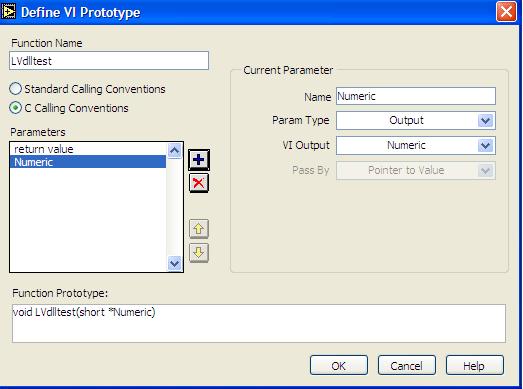 Define VI Prototype
Function Name
LVdlltest
Standard Calling Conventions
C Calling Conventions
Parameters
return value
Numeric
Current Parameter
Name Numeric
Param Type Output
VI Output Numeric
Pass By Pointer to Value
Function Prototype:
void LVdlltest(short *Numeric)
OK Cancel Help